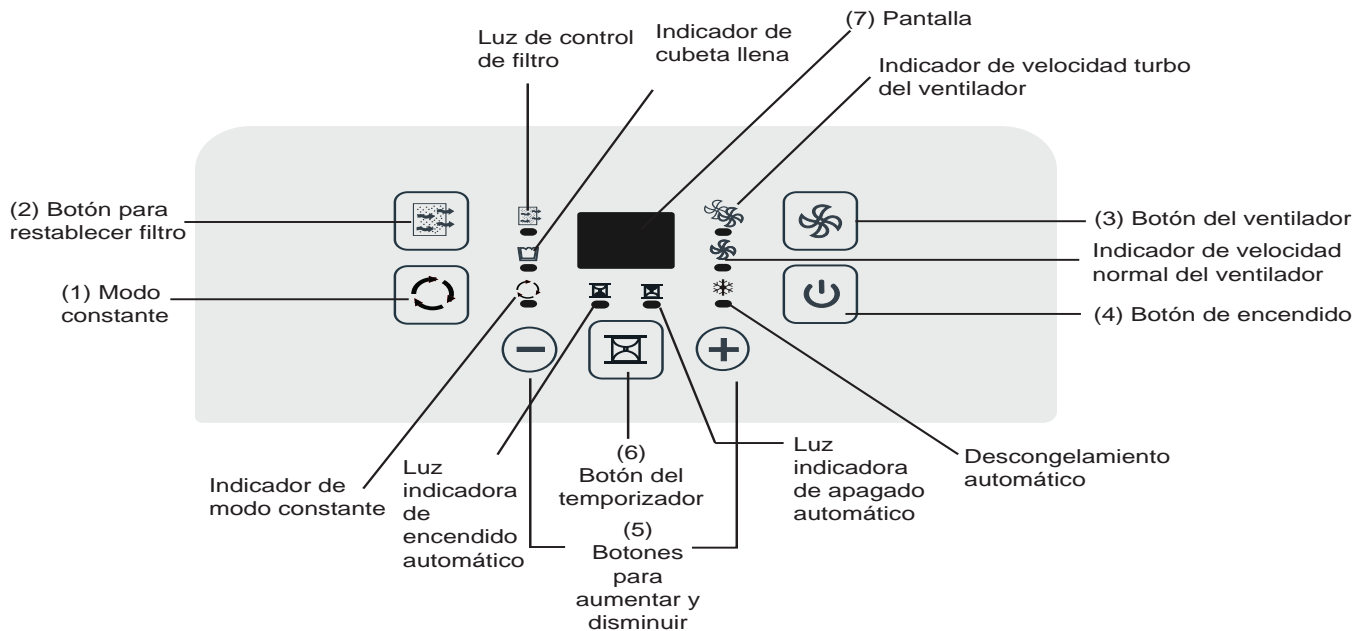 (7) Pantalla
Luz de control
de filtro
Indicador de
cubeta llena
Indicador de velocidad turbo
del ventilador
(2) Botón para
restablecer filtro
(3) Botón del ventilador
Indicador de velocidad
normal del ventilador
(1) Modo
constante
(4) Botón de encendido
Indicador de
modo constante
Luz
indicadora
de
encendido
automático
(6)
Botón del
temporizador
(5)
Botones
para
aumentar y
disminuir
Luz
indicadora
de apagado
automático
Descongelamiento
automático